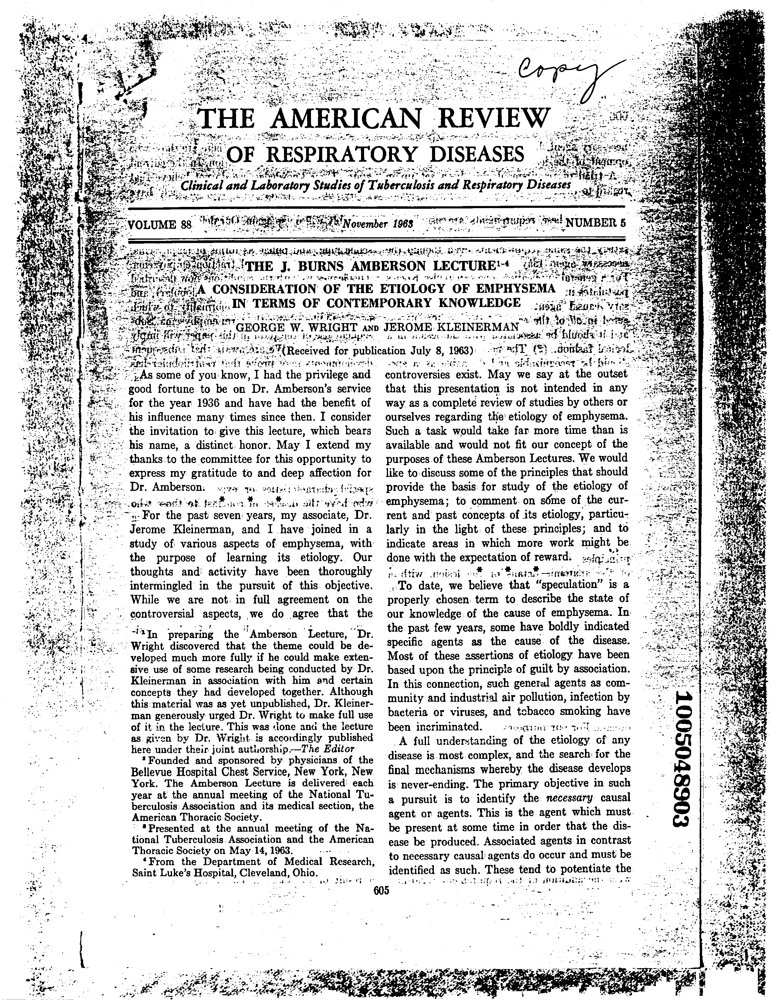 Copy
THE AMERICAN REVIEW
OF RESPIRATORY DISEASES
Clinical and Laboratory Studies of Tuberculosis and Respiratory Diseases
VOLUME 88 November 1963 NUMBER 5
THE J. BURNS AMBERSON LECTURE¹⁻⁴
A CONSIDERATION OF THE ETIOLOGY OF EMPHYSEMA
IN TERMS OF CONTEMPORARY KNOWLEDGE
GEORGE W. WRIGHT AND JEROME KLEINERMAN
(Received for publication July 8, 1963)
As some of you know, I had the privilege and
good fortune to be on Dr. Amberson's service
for the year 1936 and have had the benefit of
his influence many times since then. I consider
the invitation to give this lecture, which bears
his name, a distinct honor. May I extend my
thanks to the committee for this opportunity to
express my gratitude to and deep affection for
Dr. Amberson.
For the past seven years, my associate, Dr.
Jerome Kleinerman, and I have joined in a
study of various aspects of emphysema, with
the purpose of learning its etiology. Our
thoughts and activity have been thoroughly
intermingled in the pursuit of this objective.
While we are not in full agreement on the
controversial aspects, we do agree that the
¹ In preparing the Amberson Lecture, Dr.
Wright discovered that the theme could be de-
veloped much more fully if he could make exten-
sive use of some research being conducted by Dr.
Kleinerman in association with him and certain
concepts they had developed together. Although
this material was as yet unpublished, Dr. Kleiner-
man generously urged Dr. Wright to make full use
of it in the lecture. This was done and the lecture
as given by Dr. Wright is accordingly published
here under their joint authorship.—The Editor
² Founded and sponsored by physicians of the
Bellevue Hospital Chest Service, New York, New
York. The Amberson Lecture is delivered each
year at the annual meeting of the National Tu-
berculosis Association and its medical section, the
American Thoracic Society.
³ Presented at the annual meeting of the Na-
tional Tuberculosis Association and the American
Thoracic Society on May 14, 1963.
⁴ From the Department of Medical Research,
Saint Luke's Hospital, Cleveland, Ohio.
controversies exist. May we say at the outset
that this presentation is not intended in any
way as a complete review of studies by others or
ourselves regarding the etiology of emphysema.
Such a task would take far more time than is
available and would not fit our concept of the
purposes of these Amberson Lectures. We would
like to discuss some of the principles that should
provide the basis for study of the etiology of
emphysema; to comment on some of the cur-
rent and past concepts of its etiology, particu-
larly in the light of these principles; and to
indicate areas in which more work might be
done with the expectation of reward.
To date, we believe that "speculation" is a
properly chosen term to describe the state of
our knowledge of the cause of emphysema. In
the past few years, some have boldly indicated
specific agents as the cause of the disease.
Most of these assertions of etiology have been
based upon the principle of guilt by association.
In this connection, such general agents as com-
munity and industrial air pollution, infection by
bacteria or viruses, and tobacco smoking have
been incriminated.
A full understanding of the etiology of any
disease is most complex, and the search for the
final mechanisms whereby the disease develops
is never-ending. The primary objective in such
a pursuit is to identify the necessary causal
agent or agents. This is the agent which must
be present at some time in order that the dis-
ease be produced. Associated agents in contrast
to necessary causal agents do occur and must be
identified as such. These tend to potentiate the
605
1005048903